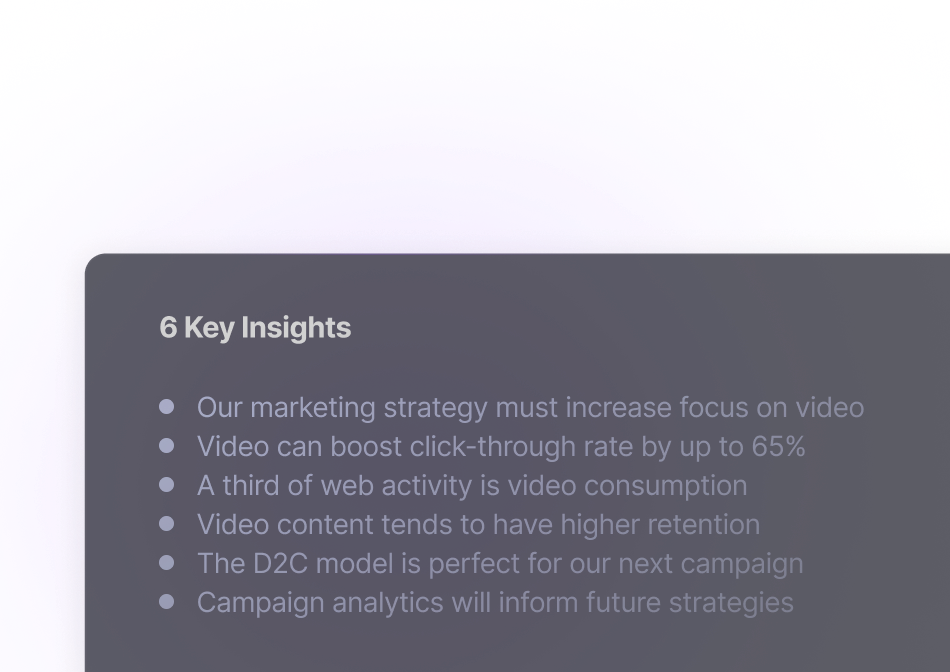 6 Key Insights
Our marketing strategy must increase focus on video
Video can boost click-through rate by up to 65%
A third of web activity is video consumption
Video content tends to have higher retention
The D2C model is perfect for our next campaign
Campaign analytics will inform future strategies